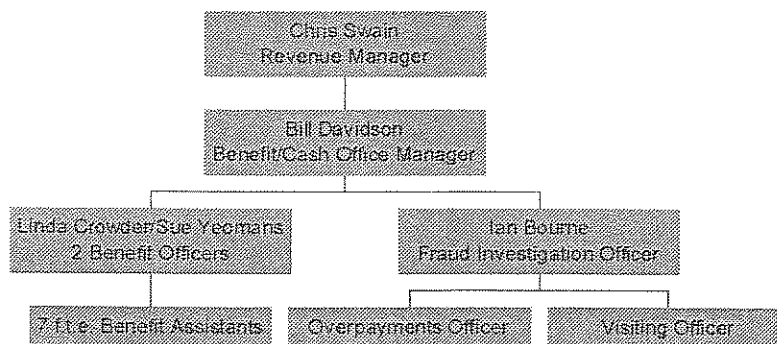 Chris Swain
Revenue Manager
Bill Davidson
Benefit/Cash Office Manager
Linda Crowder/Sue Yeomans
2 Benefit Officers
Ian Bourne
Fraud Investigation Officer
7 f.t.e. Benefit Assistants
Overpayments Officer
Visiting Officer